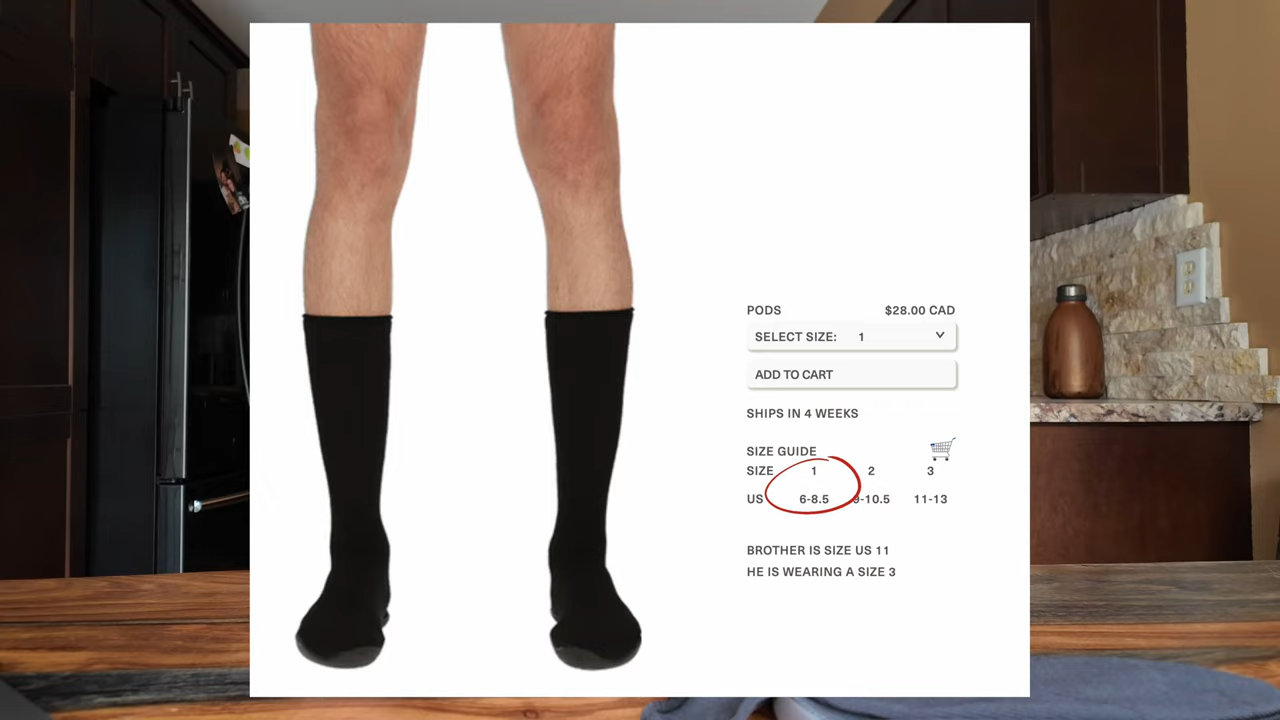 PODS $28.00 CAD
SELECT SIZE: 1
ADD TO CART
SHIPS IN 4 WEEKS
SIZE GUIDE
SIZE 1 2 3
US 6-8.5 9-10.5 11-13
BROTHER IS SIZE US 11
HE IS WEARING A SIZE 3